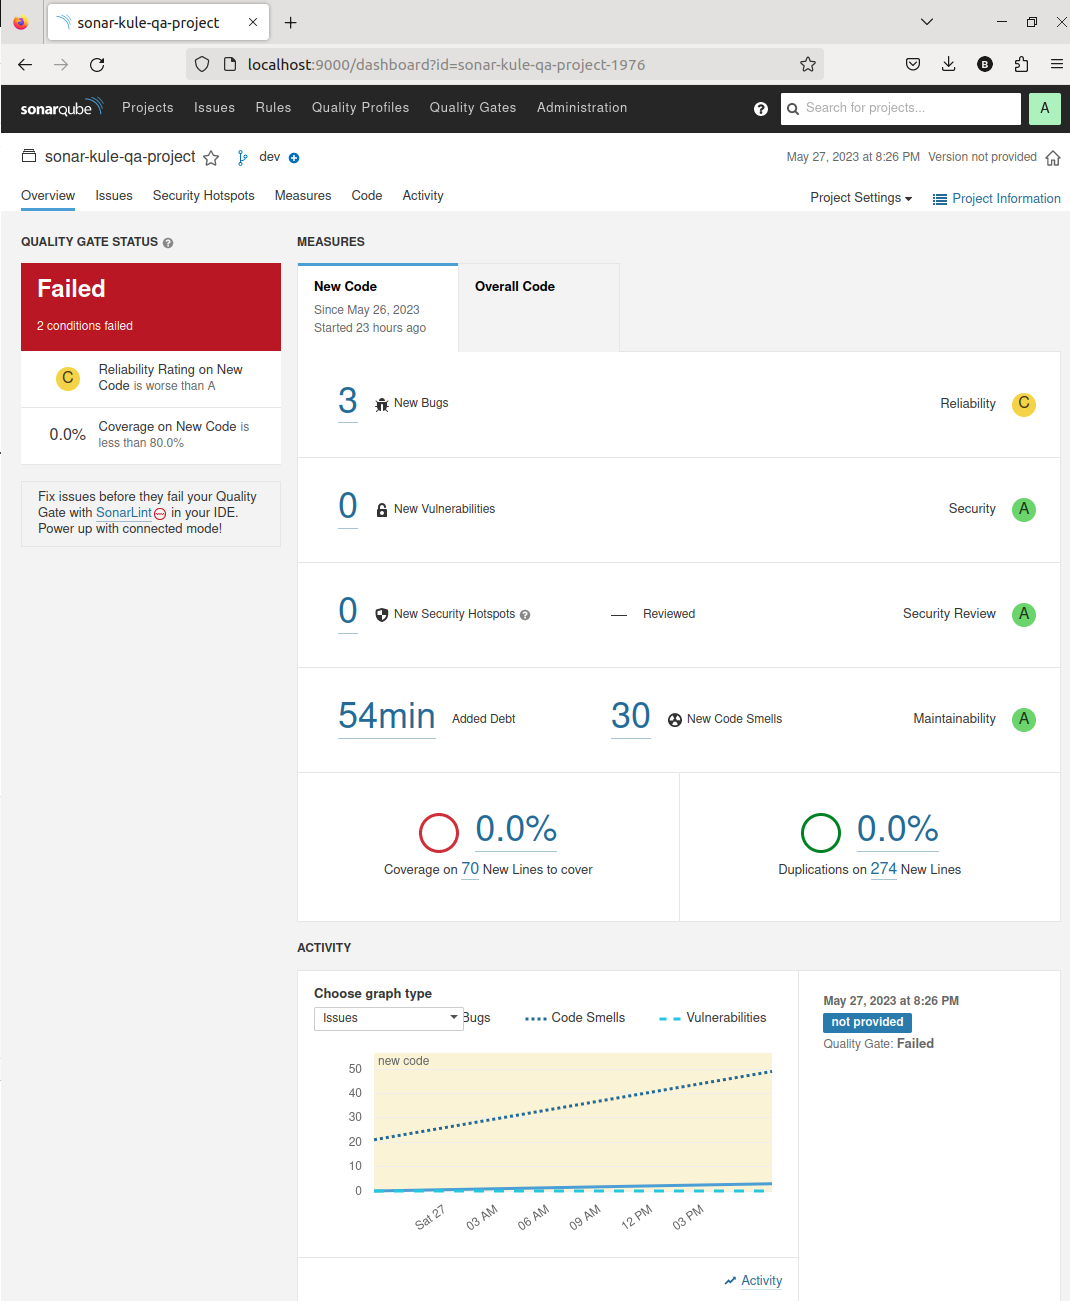 sonar-kule-qa-project
localhost:9000/dashboard?id=sonar-kule-qa-project-1976
B
sonarqube Projects Issues Rules Quality Profiles Quality Gates Administration ? Search for projects... A
sonar-kule-qa-project dev May 27, 2023 at 8:26 PM Version not provided
Overview Issues Security Hotspots Measures Code Activity Project Settings Project Information
QUALITY GATE STATUS ?
Failed
2 conditions failed
C Reliability Rating on New
Code is worse than A
0.0% Coverage on New Code is
less than 80.0%
Fix issues before they fail your Quality
Gate with SonarLint in your IDE.
Power up with connected mode!
MEASURES
New Code
Since May 26, 2023
Started 23 hours ago
Overall Code
3 New Bugs Reliability C
0 New Vulnerabilities Security A
0 New Security Hotspots ? — Reviewed Security Review A
54min Added Debt 30 New Code Smells Maintainability A
0.0%
Coverage on 70 New Lines to cover
0.0%
Duplications on 274 New Lines
ACTIVITY
Choose graph type
Issues Bugs Code Smells Vulnerabilities
new code
50
40
30
20
10
0
Sat 27 03 AM 06 AM 09 AM 12 PM 03 PM
Activity
May 27, 2023 at 8:26 PM
not provided
Quality Gate: Failed